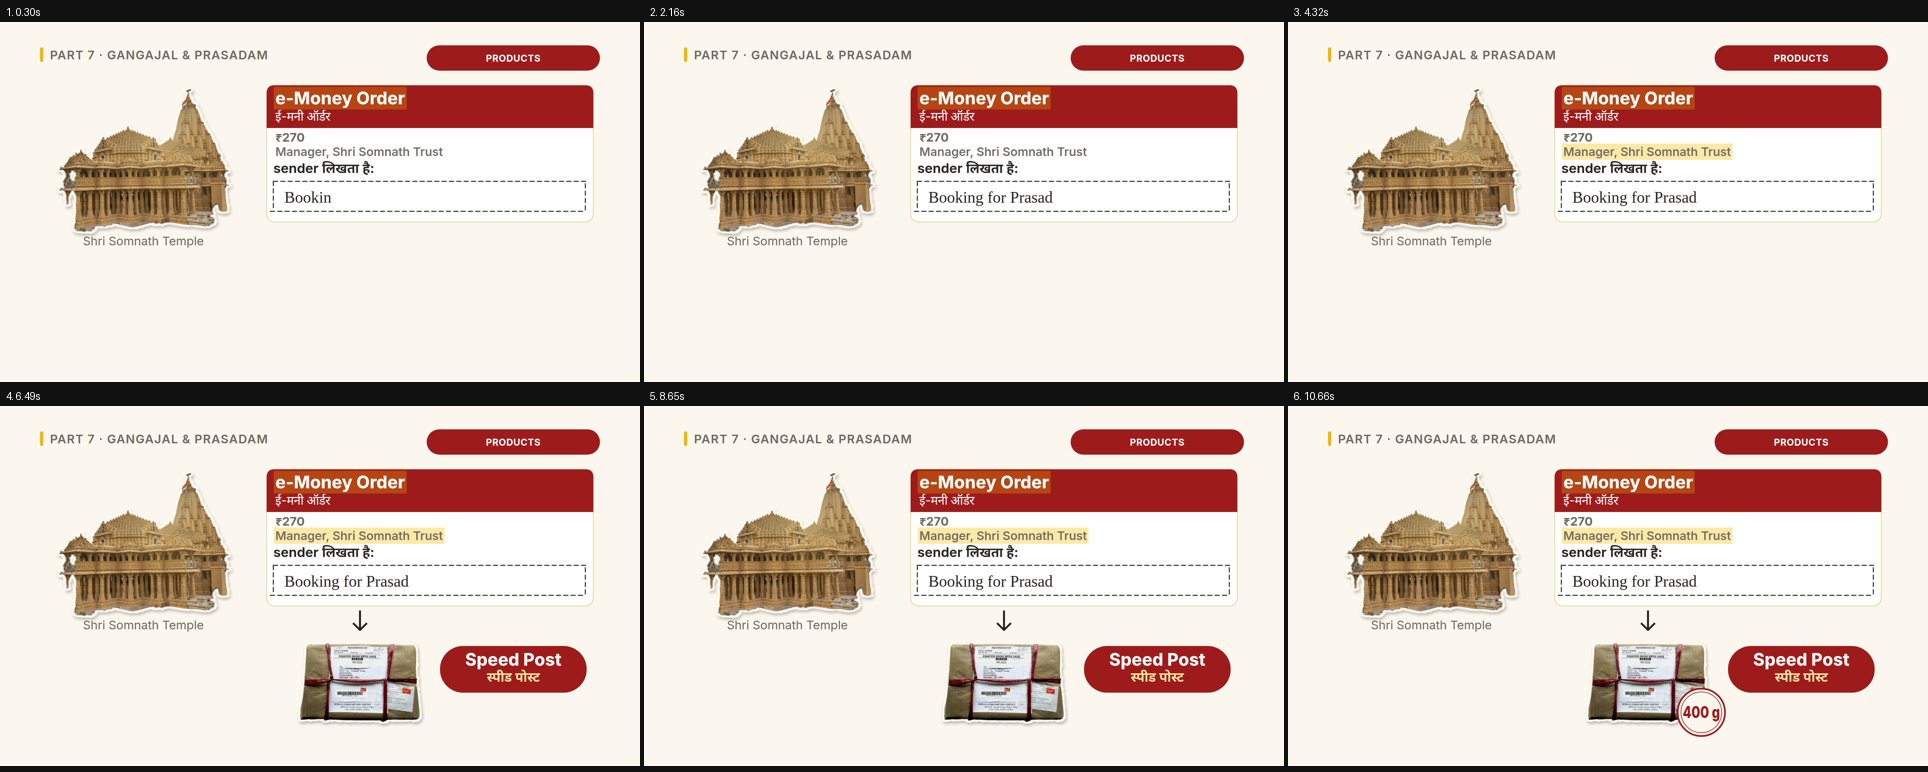 1. 0.30s
PART 7 · GANGAJAL & PRASADAM
PRODUCTS
e-Money Order
ई-मनी ऑर्डर
₹270
Manager, Shri Somnath Trust
sender लिखता है:
Bookin
Shri Somnath Temple
2. 2.16s
PART 7 · GANGAJAL & PRASADAM
PRODUCTS
e-Money Order
ई-मनी ऑर्डर
₹270
Manager, Shri Somnath Trust
sender लिखता है:
Booking for Prasad
Shri Somnath Temple
3. 4.32s
PART 7 · GANGAJAL & PRASADAM
PRODUCTS
e-Money Order
ई-मनी ऑर्डर
₹270
Manager, Shri Somnath Trust
sender लिखता है:
Booking for Prasad
Shri Somnath Temple
4. 6.49s
PART 7 · GANGAJAL & PRASADAM
PRODUCTS
e-Money Order
ई-मनी ऑर्डर
₹270
Manager, Shri Somnath Trust
sender लिखता है:
Booking for Prasad
Shri Somnath Temple
Speed Post
स्पीड पोस्ट
5. 8.65s
PART 7 · GANGAJAL & PRASADAM
PRODUCTS
e-Money Order
ई-मनी ऑर्डर
₹270
Manager, Shri Somnath Trust
sender लिखता है:
Booking for Prasad
Shri Somnath Temple
Speed Post
स्पीड पोस्ट
6. 10.66s
PART 7 · GANGAJAL & PRASADAM
PRODUCTS
e-Money Order
ई-मनी ऑर्डर
₹270
Manager, Shri Somnath Trust
sender लिखता है:
Booking for Prasad
Shri Somnath Temple
Speed Post
स्पीड पोस्ट
400 g